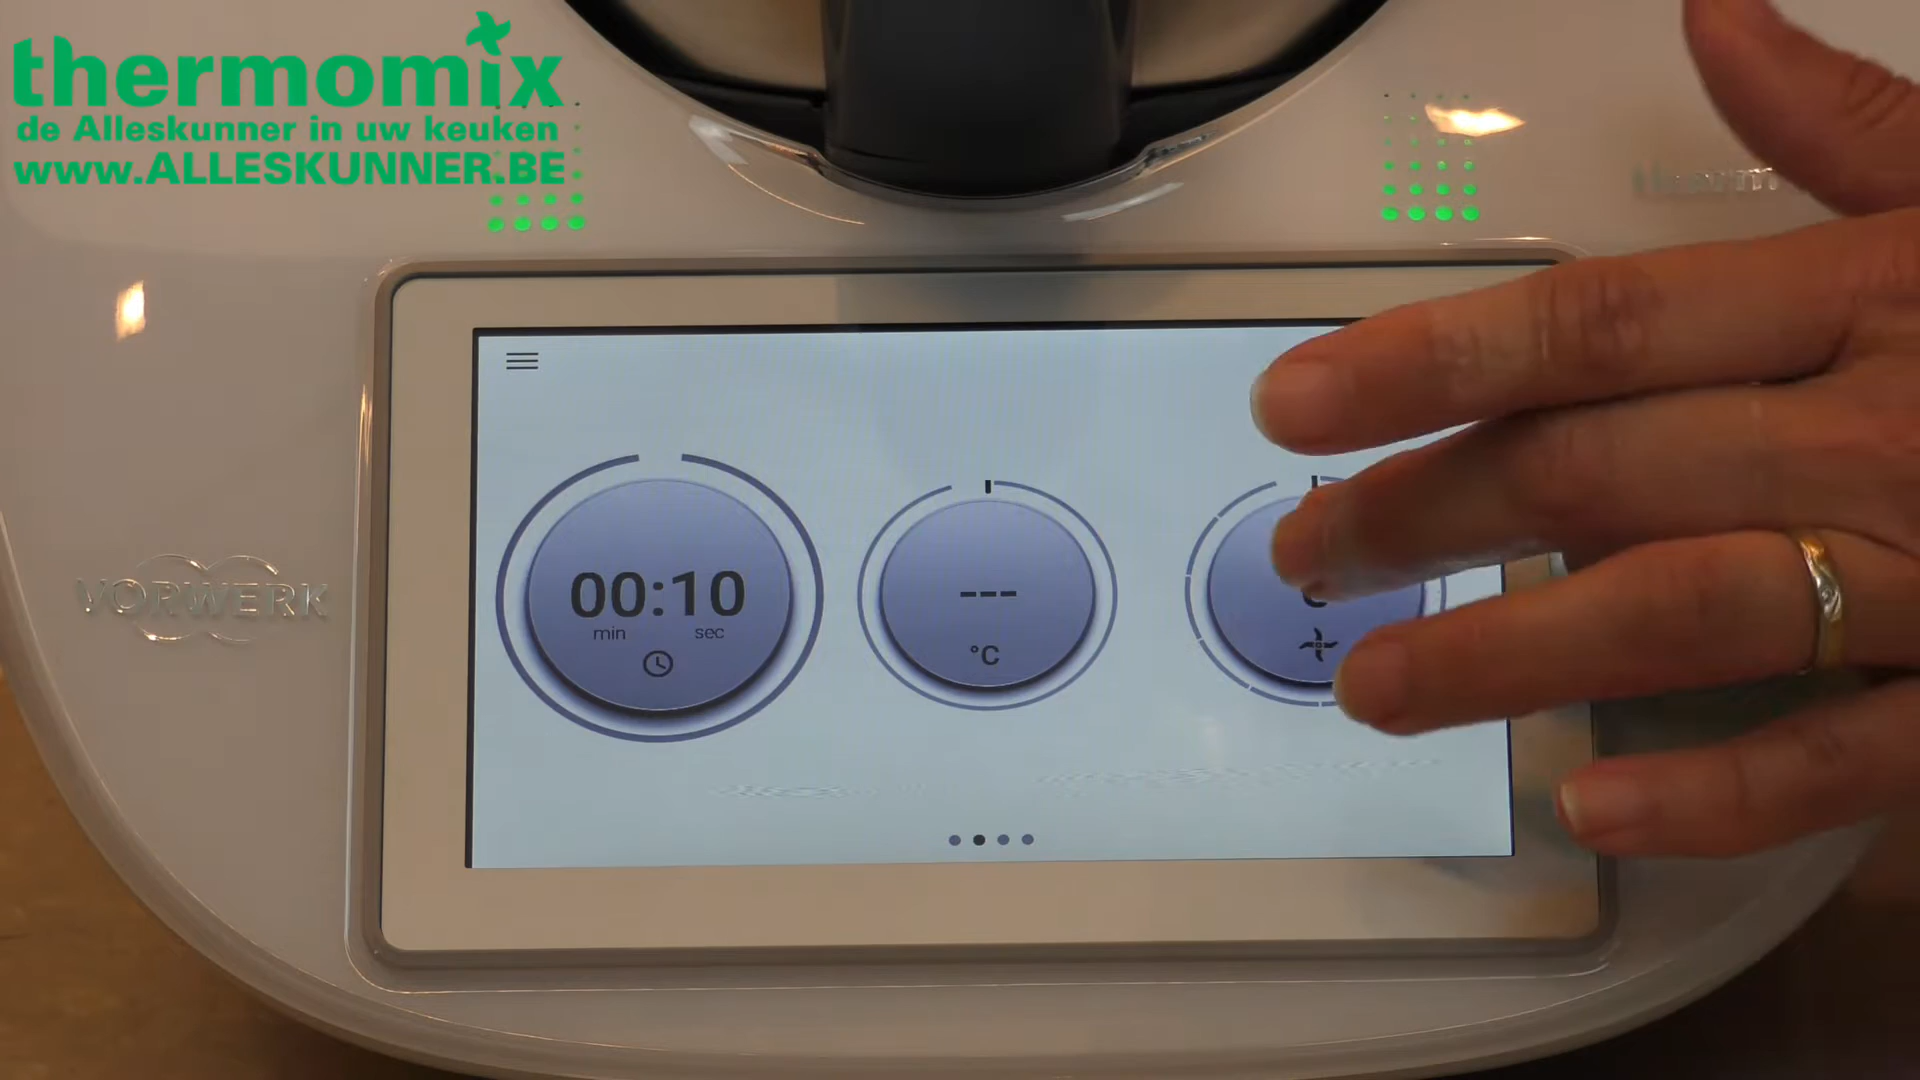 thermomix
de Alleskunner in uw keuken
www.ALLESKUNNER.BE
VORWERK
00:10
min sec
---
°C